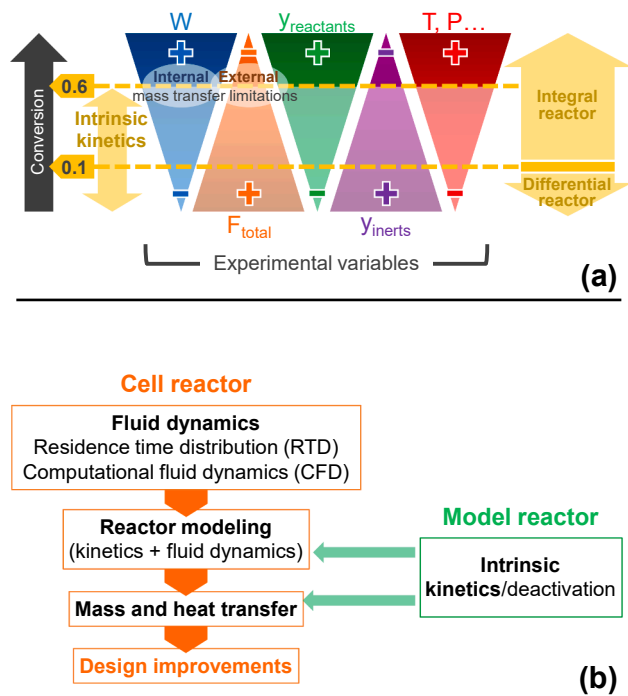 W
y_reactants
T, P...
Internal
External
mass transfer limitations
Conversion
0.6
0.1
Intrinsic
kinetics
Integral
reactor
Differential
reactor
F_total
y_inerts
Experimental variables
(a)
Cell reactor
Fluid dynamics
Residence time distribution (RTD)
Computational fluid dynamics (CFD)
Reactor modeling
(kinetics + fluid dynamics)
Mass and heat transfer
Design improvements
Model reactor
Intrinsic
kinetics/deactivation
(b)